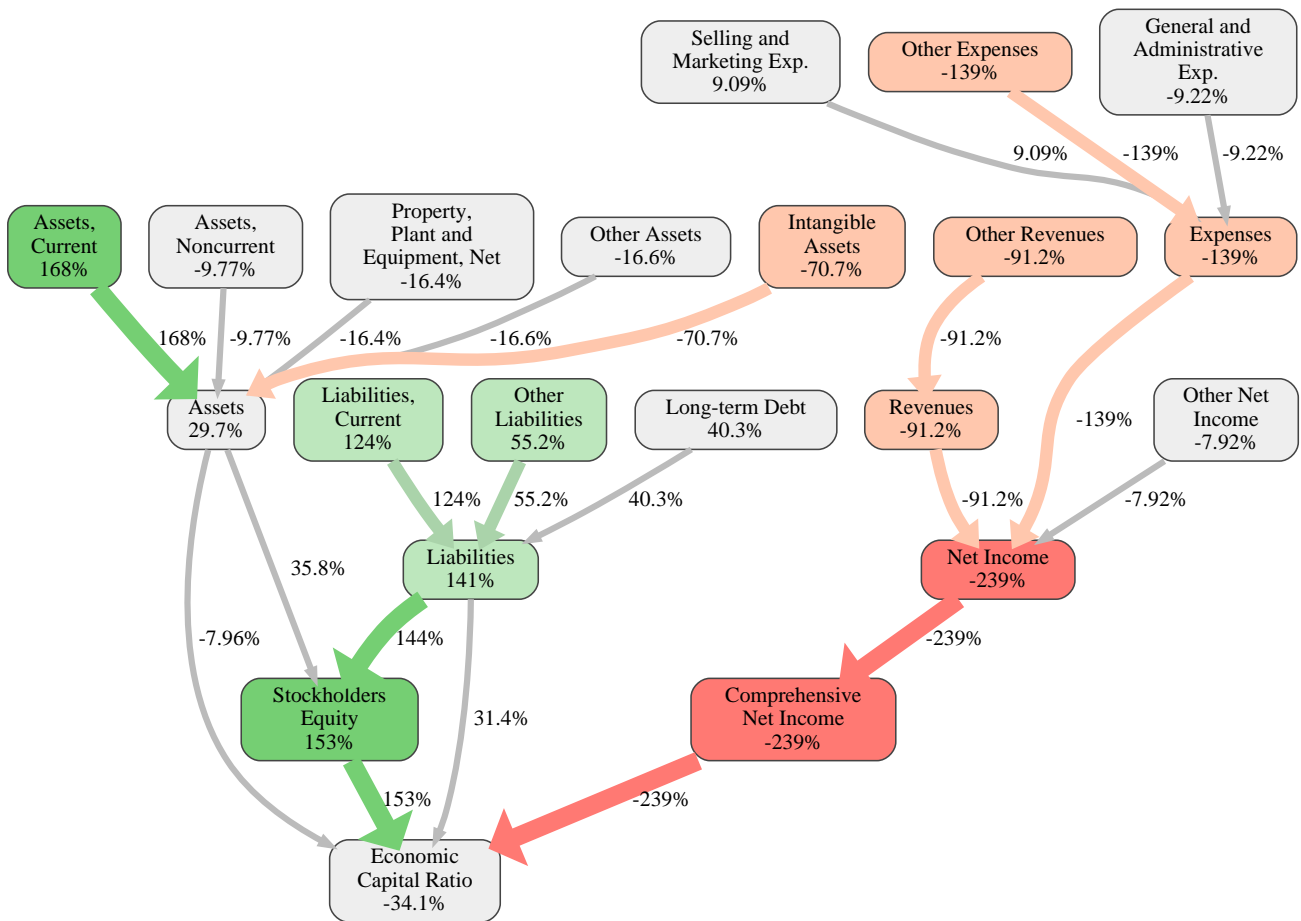 Selling and
Marketing Exp.
9.09%
Other Expenses
-139%
General and
Administrative
Exp.
-9.22%
9.09%
-139%
-9.22%
Assets,
Current
168%
Assets,
Noncurrent
-9.77%
Property,
Plant and
Equipment, Net
-16.4%
Other Assets
-16.6%
Intangible
Assets
-70.7%
Other Revenues
-91.2%
Expenses
-139%
168%
-9.77%
-16.4%
-16.6%
-70.7%
-91.2%
-139%
Assets
29.7%
Liabilities,
Current
124%
Other
Liabilities
55.2%
Long-term Debt
40.3%
Revenues
-91.2%
Other Net
Income
-7.92%
124%
55.2%
40.3%
-91.2%
-7.92%
35.8%
Liabilities
141%
Net Income
-239%
-7.96%
144%
-239%
Stockholders
Equity
153%
31.4%
Comprehensive
Net Income
-239%
153%
-239%
Economic
Capital Ratio
-34.1%